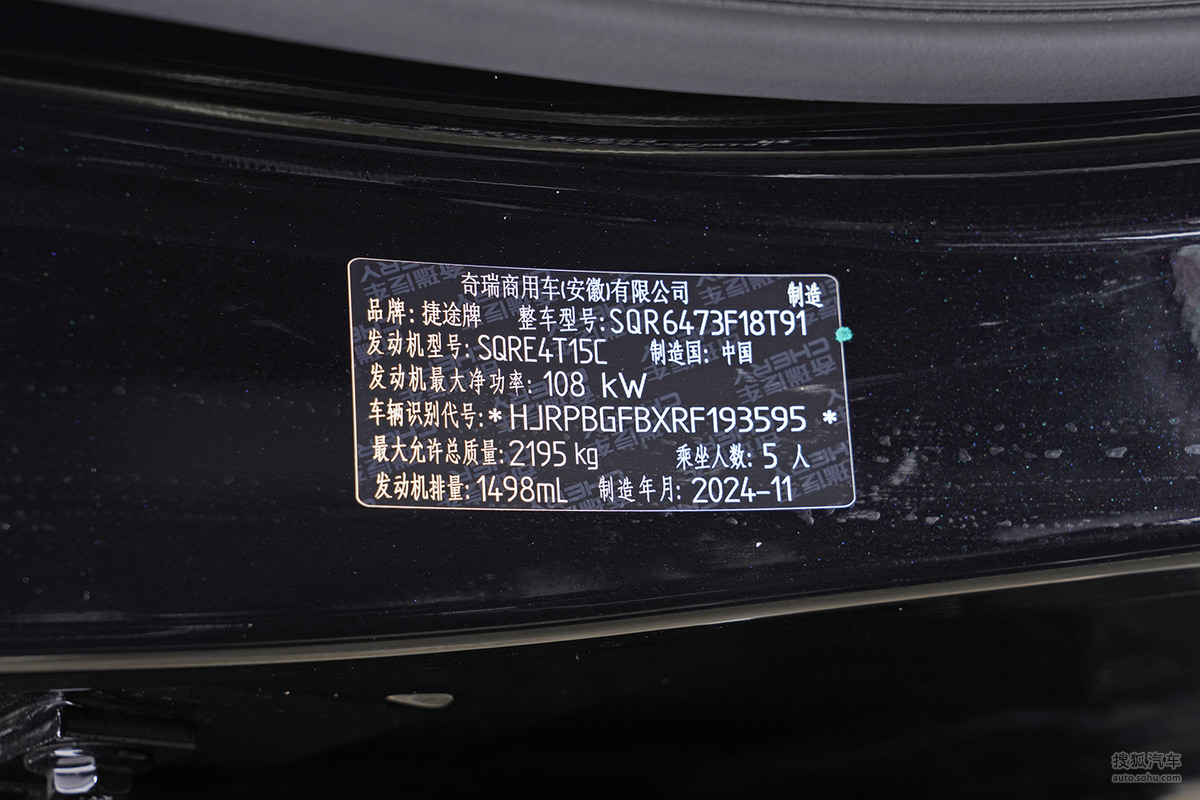 奇瑞商用车(安徽)有限公司 制造
品牌: 捷途牌 整车型号: SQR6473F18T91
发动机型号: SQRE4T15C 制造国: 中国
发动机最大净功率: 108 kW
车辆识别代号: *HJRPBGFBXRF193595*
最大允许总质量: 2195 kg 乘坐人数: 5 人
发动机排量: 1498mL 制造年月: 2024-11
搜狐汽车
auto.sohu.com